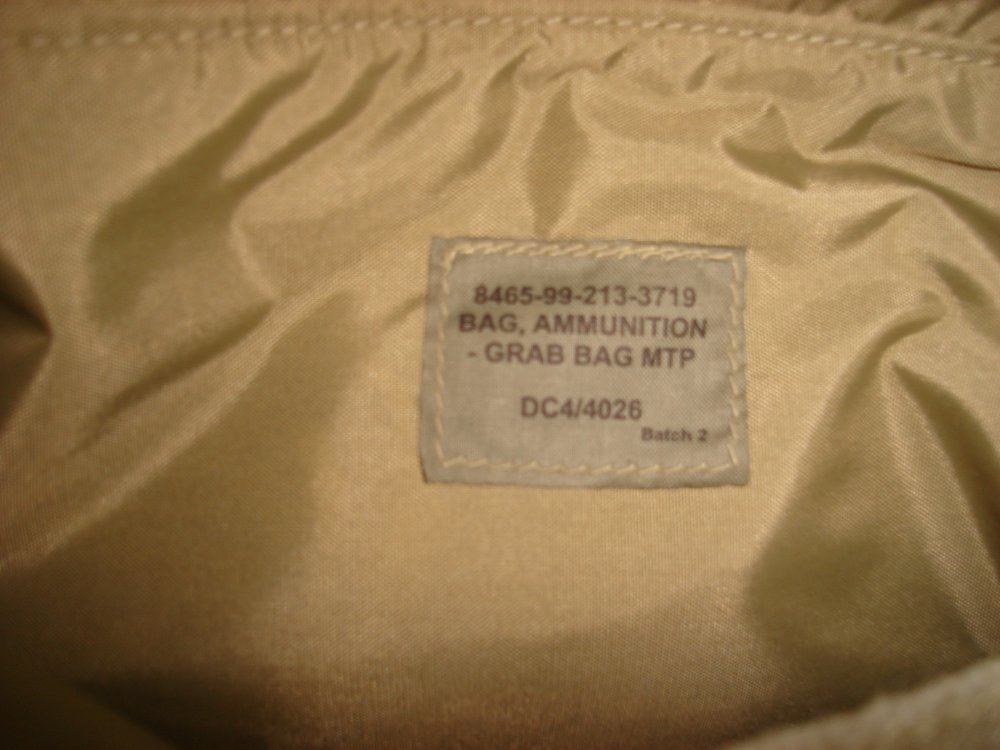 8465-99-213-3719
BAG, AMMUNITION
- GRAB BAG MTP
DC4/4026
Batch 2